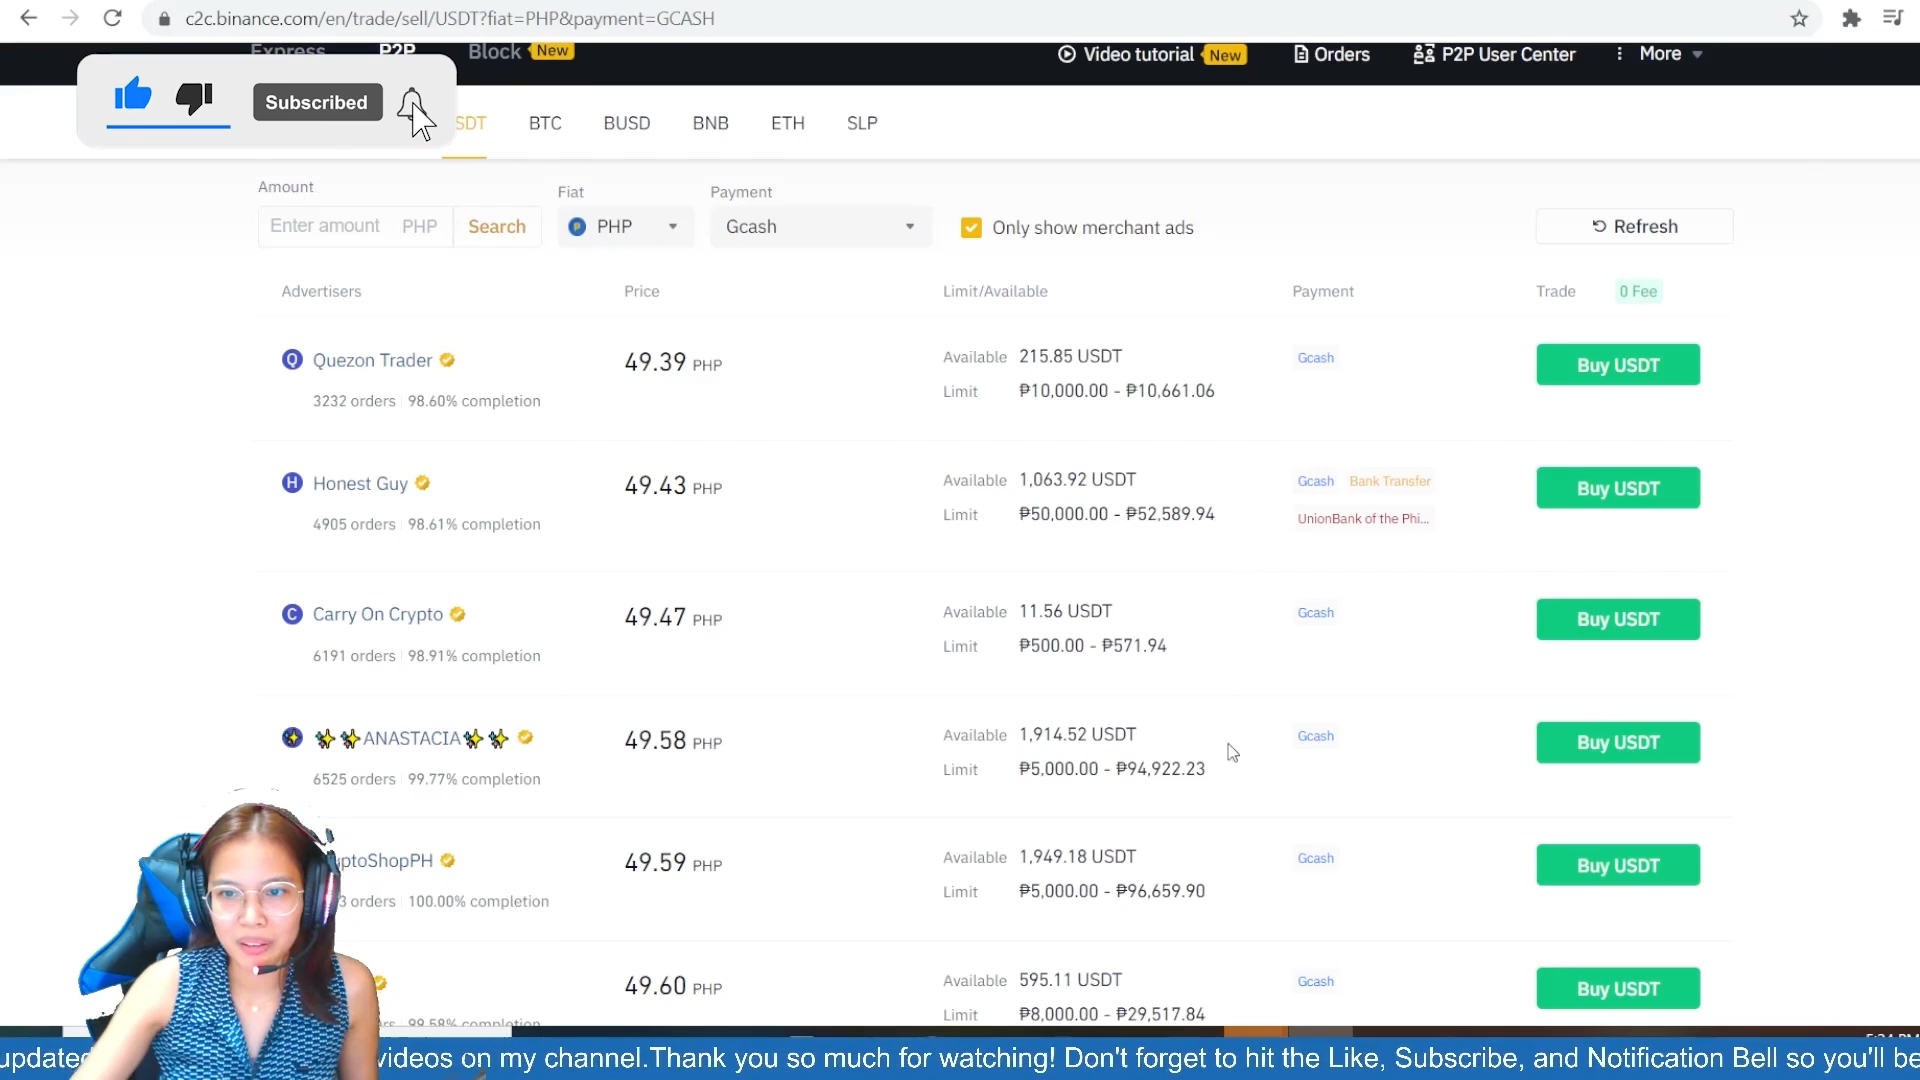 c2c.binance.com/en/trade/sell/USDT?fiat=PHP&payment=GCASH
Express P2P Block New Video tutorial New Orders P2P User Center More
Subscribed
SDT BTC BUSD BNB ETH SLP
Amount Fiat Payment
Enter amount PHP Search PHP Gcash Only show merchant ads Refresh
Advertisers Price Limit/Available Payment Trade 0 Fee
Q Quezon Trader 49.39 PHP Available 215.85 USDT Gcash Buy USDT
3232 orders 98.60% completion Limit ₱10,000.00 - ₱10,661.06
H Honest Guy 49.43 PHP Available 1,063.92 USDT Gcash Bank Transfer Buy USDT
4905 orders 98.61% completion Limit ₱50,000.00 - ₱52,589.94 UnionBank of the Phi...
C Carry On Crypto 49.47 PHP Available 11.56 USDT Gcash Buy USDT
6191 orders 98.91% completion Limit ₱500.00 - ₱571.94
✨✨ANASTACIA✨✨ 49.58 PHP Available 1,914.52 USDT Gcash Buy USDT
6525 orders 99.77% completion Limit ₱5,000.00 - ₱94,922.23
ptoShopPH 49.59 PHP Available 1,949.18 USDT Gcash Buy USDT
3 orders 100.00% completion Limit ₱5,000.00 - ₱96,659.90
49.60 PHP Available 595.11 USDT Gcash Buy USDT
rs 99.58% completion Limit ₱8,000.00 - ₱29,517.84
updated videos on my channel.Thank you so much for watching! Don't forget to hit the Like, Subscribe, and Notification Bell so you'll be